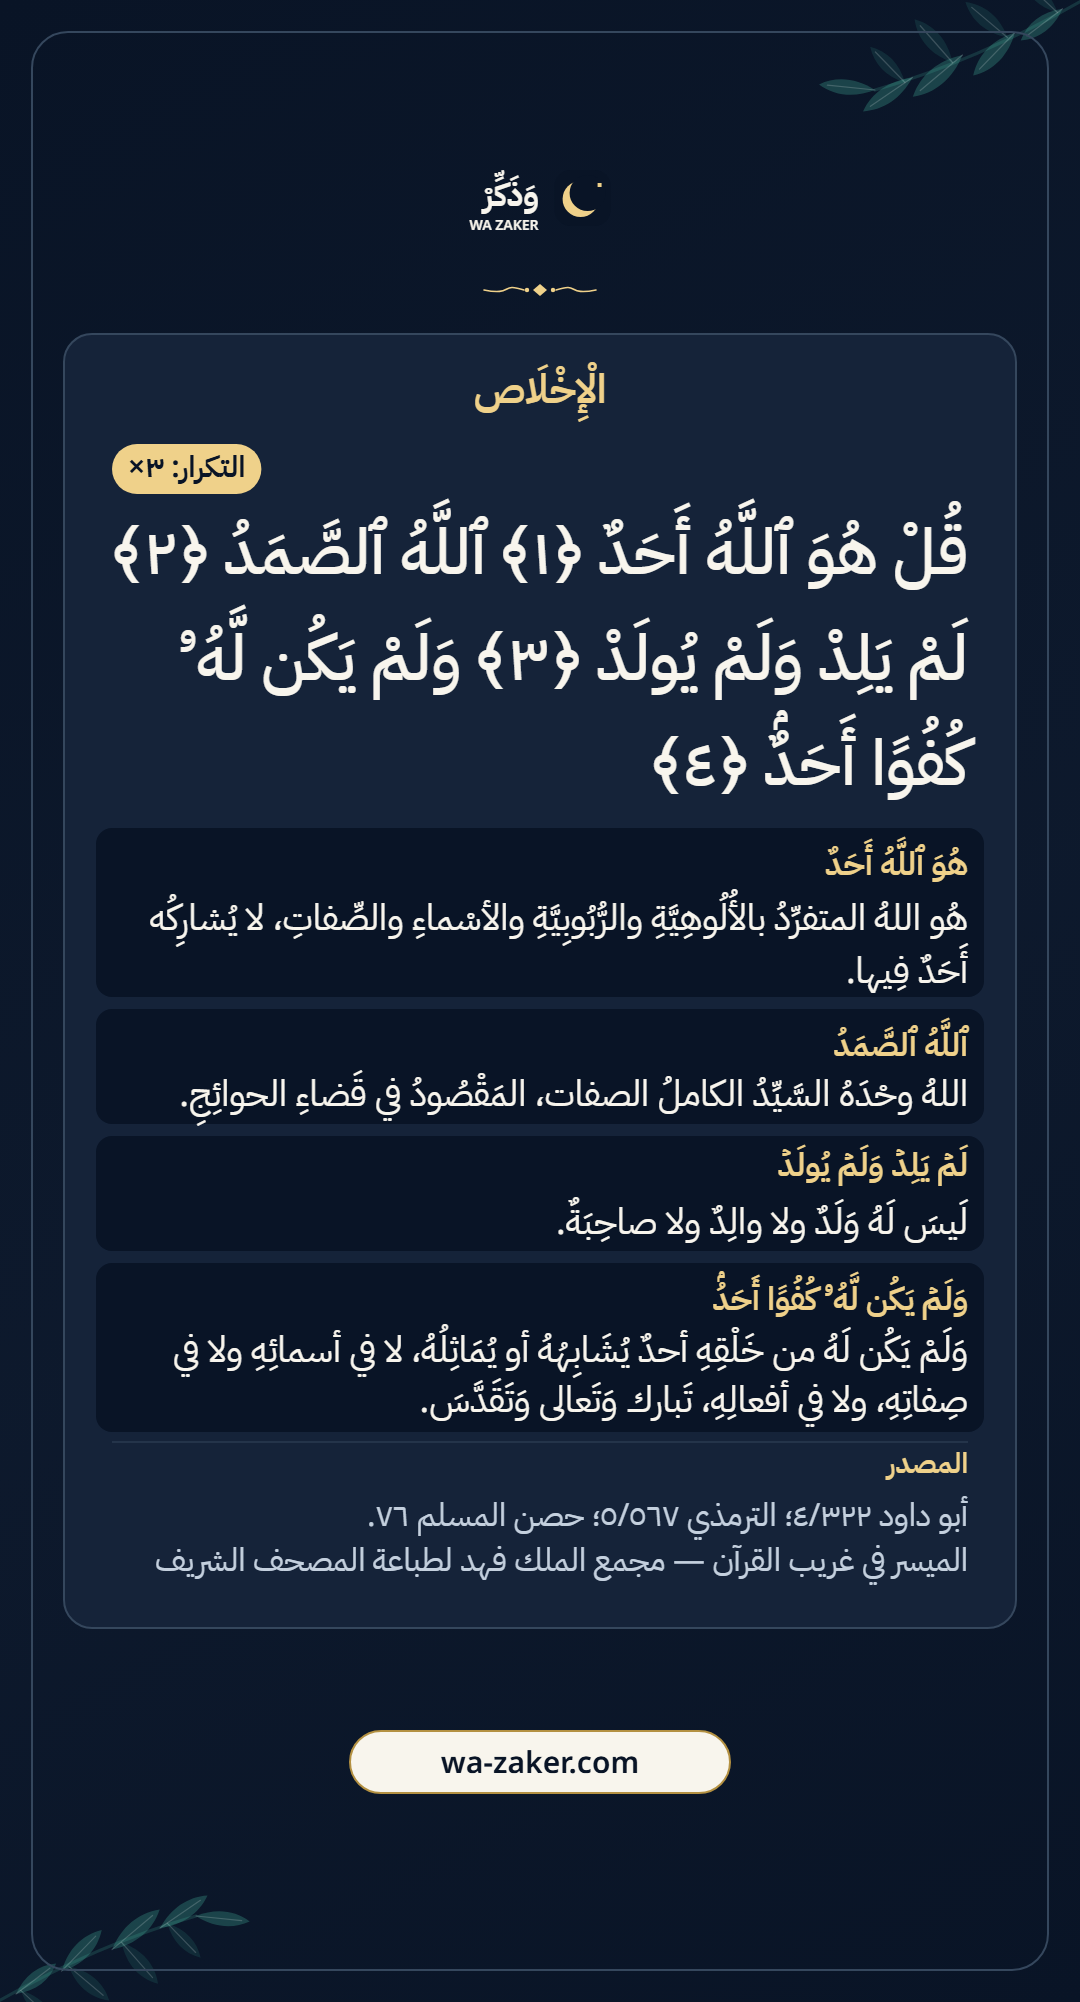 وَذَكِّرْ
WA ZAKER
الْإِخْلَاص
التكرار: ٣×
قُلْ هُوَ ٱللَّهُ أَحَدٌ ﴿١﴾ ٱللَّهُ ٱلصَّمَدُ ﴿٢﴾
لَمْ يَلِدْ وَلَمْ يُولَدْ ﴿٣﴾ وَلَمْ يَكُن لَّهُۥ
كُفُوًا أَحَدٌۢ ﴿٤﴾
هُوَ ٱللَّهُ أَحَدٌ
هُو اللهُ المتفرِّدُ بالأُلُوهِيَّةِ والرُّبُوبِيَّةِ والأسْماءِ والصِّفاتِ، لا يُشارِكُه
أَحَدٌ فِيها.
ٱللَّهُ ٱلصَّمَدُ
اللهُ وحْدَهُ السَّيِّدُ الكاملُ الصفات، المَقْصُودُ في قَضاءِ الحوائِجِ.
لَمۡ يَلِدۡ وَلَمۡ يُولَدۡ
لَيسَ لَهُ وَلَدٌ ولا والِدٌ ولا صاحِبَةٌ.
وَلَمۡ يَكُن لَّهُۥ كُفُوًا أَحَدُۢ
وَلَمْ يَكُن لَهُ من خَلْقِهِ أحدٌ يُشَابِهُهُ أو يُمَاثِلُهُ، لا في أسمائِهِ ولا في
صِفاتِهِ، ولا في أفعالِهِ، تَبارك وَتَعالى وَتَقَدَّسَ.
المصدر
أبو داود ٤/٣٢٢؛ الترمذي ٥/٥٦٧؛ حصن المسلم ٧٦.
الميسر في غريب القرآن — مجمع الملك فهد لطباعة المصحف الشريف
wa-zaker.com